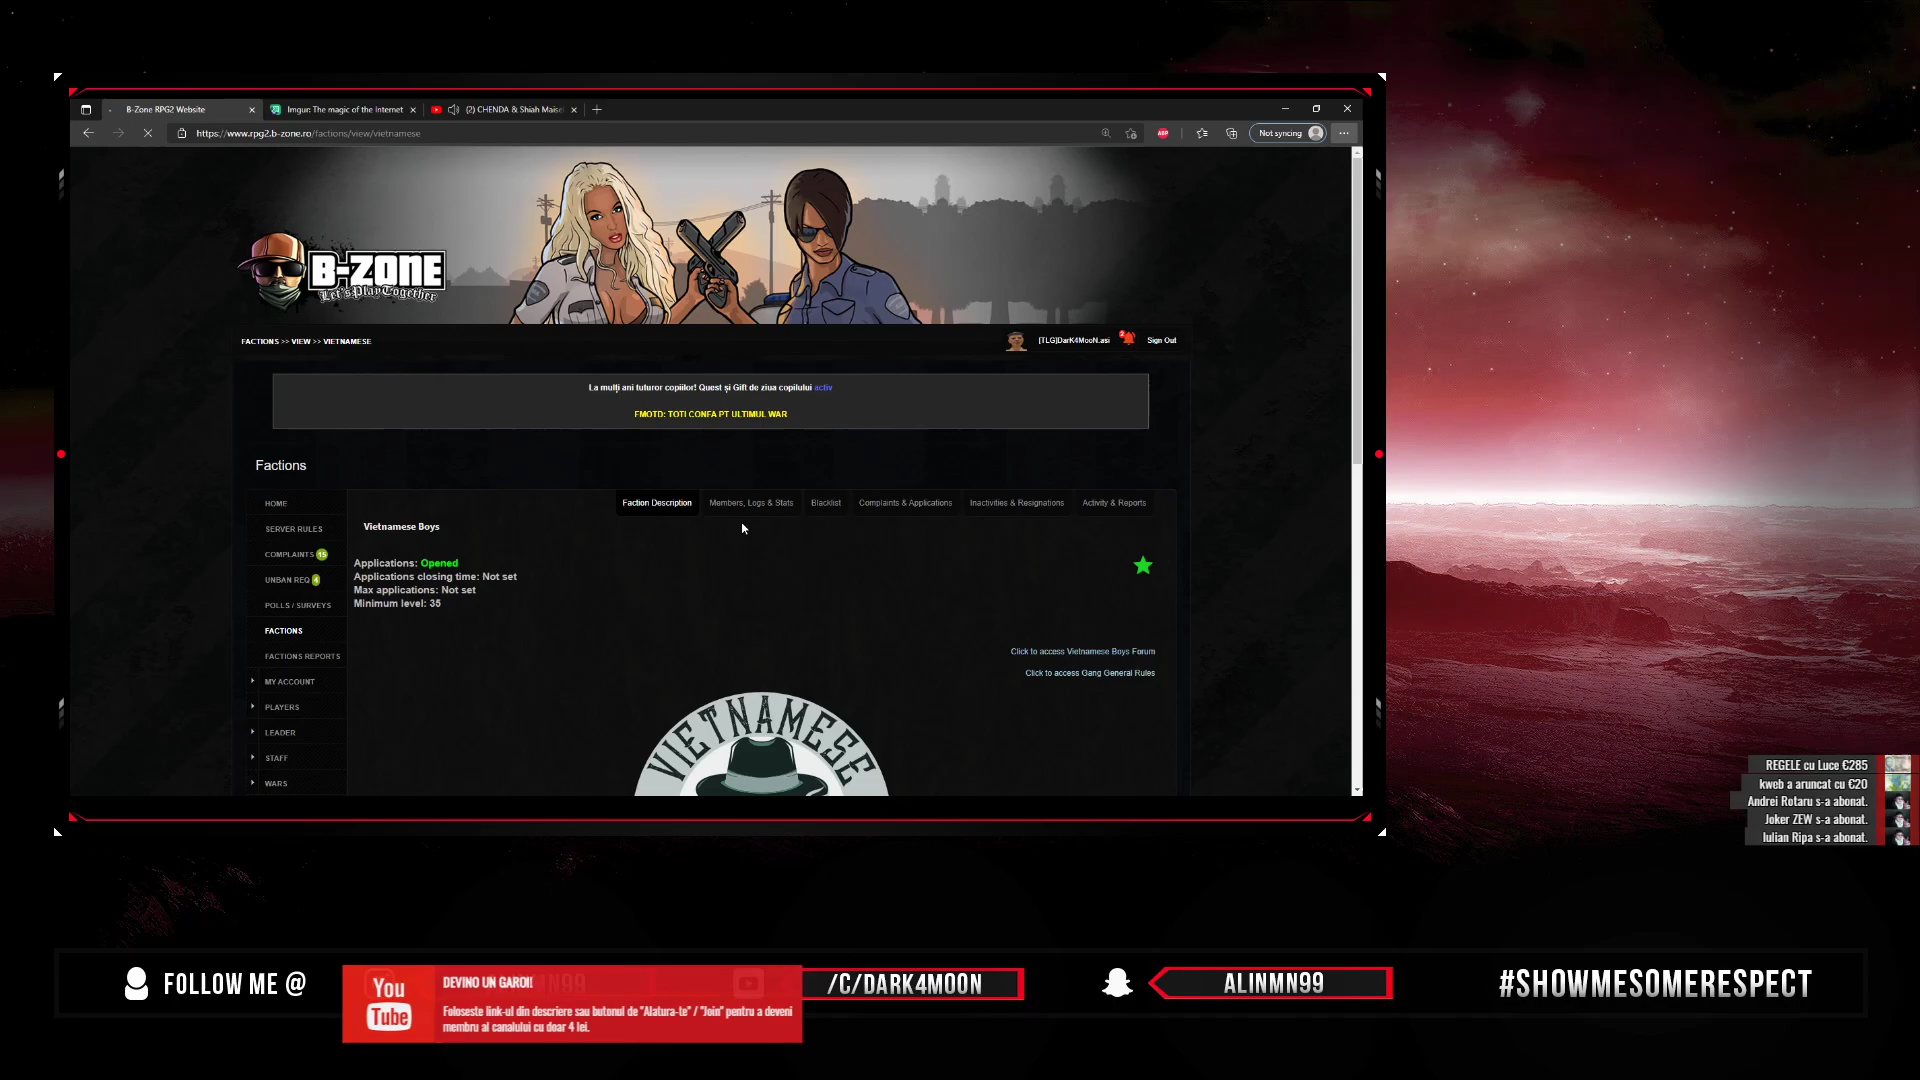 B-Zone RPG2 Website
Imgur: The magic of the Internet
(2) CHENDA & Shiah Maise
https://www.rpg2.b-zone.ro/factions/view/vietnamese
ABP
Not syncing
B-ZONE
Let'sPlayTogether
FACTIONS >> VIEW >> VIETNAMESE
[TLG]DarK4MooN.asi
2
Sign Out
La mulți ani tuturor copiilor! Quest și Gift de ziua copilului activ
FMOTD: TOTI CONFA PT ULTIMUL WAR
Factions
HOME
SERVER RULES
COMPLAINTS 15
UNBAN REQ 4
POLLS / SURVEYS
FACTIONS
FACTIONS REPORTS
MY ACCOUNT
PLAYERS
LEADER
STAFF
WARS
Faction Description
Members, Logs & Stats
Blacklist
Complaints & Applications
Inactivities & Resignations
Activity & Reports
Vietnamese Boys
Applications: Opened
Applications closing time: Not set
Max applications: Not set
Minimum level: 35
Click to access Vietnamese Boys Forum
Click to access Gang General Rules
VIETNAMESE
REGELE cu Luce €285
kweb a aruncat cu €20
Andrei Rotaru s-a abonat.
Joker ZEW s-a abonat.
Iulian Ripa s-a abonat.
FOLLOW ME @
You
Tube
DEVINO UN GAROI!
Foloseste link-ul din descriere sau butonul de "Alatura-te" / "Join" pentru a deveni
membru al canalului cu doar 4 lei.
/C/DARK4MOON
ALINMN99
#SHOWMESOMERESPECT